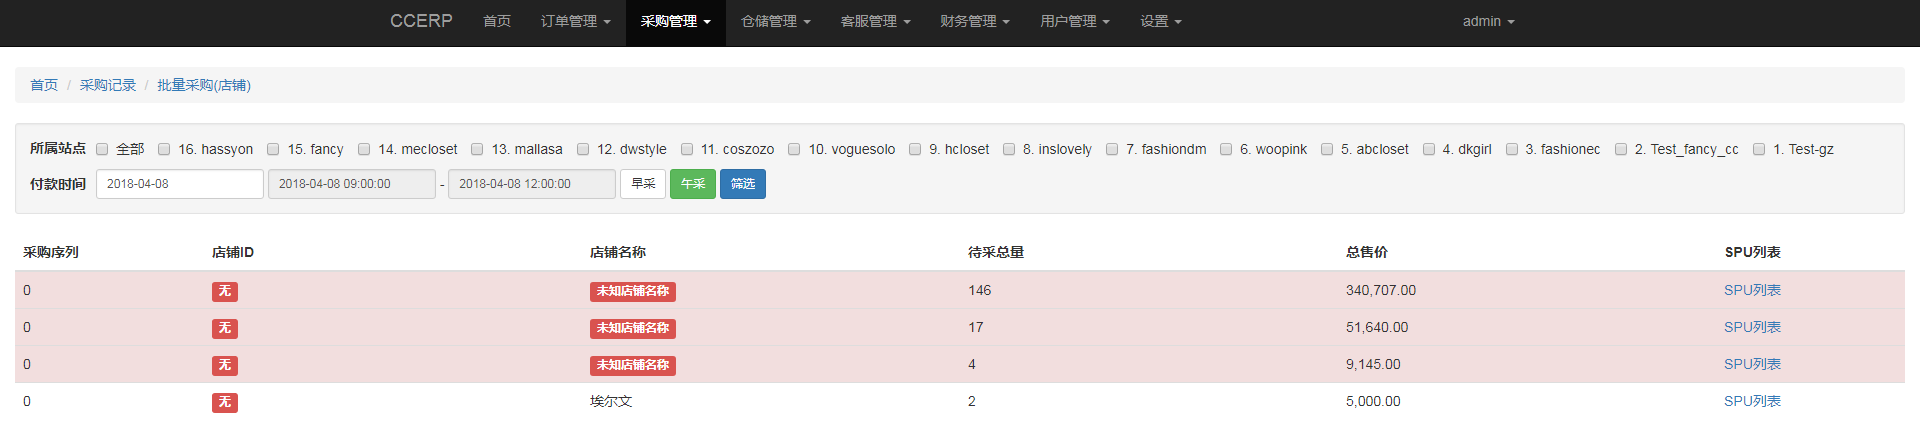 CCERP 首页 订单管理 采购管理 仓储管理 客服管理 财务管理 用户管理 设置 admin
首页 / 采购记录 / 批量采购(店铺)
所属站点 全部 16. hassyon 15. fancy 14. mecloset 13. mallasa 12. dwstyle 11. coszozo 10. voguesolo 9. hcloset 8. inslovely 7. fashiondm 6. woopink 5. abcloset 4. dkgirl 3. fashionec 2. Test_fancy_cc 1. Test-gz
付款时间 2018-04-08 2018-04-08 09:00:00 - 2018-04-08 12:00:00 早采 午采 筛选
采购序列 店铺ID 店铺名称 待采总量 总售价 SPU列表
0 无 未知店铺名称 146 340,707.00 SPU列表
0 无 未知店铺名称 17 51,640.00 SPU列表
0 无 未知店铺名称 4 9,145.00 SPU列表
0 无 埃尔文 2 5,000.00 SPU列表